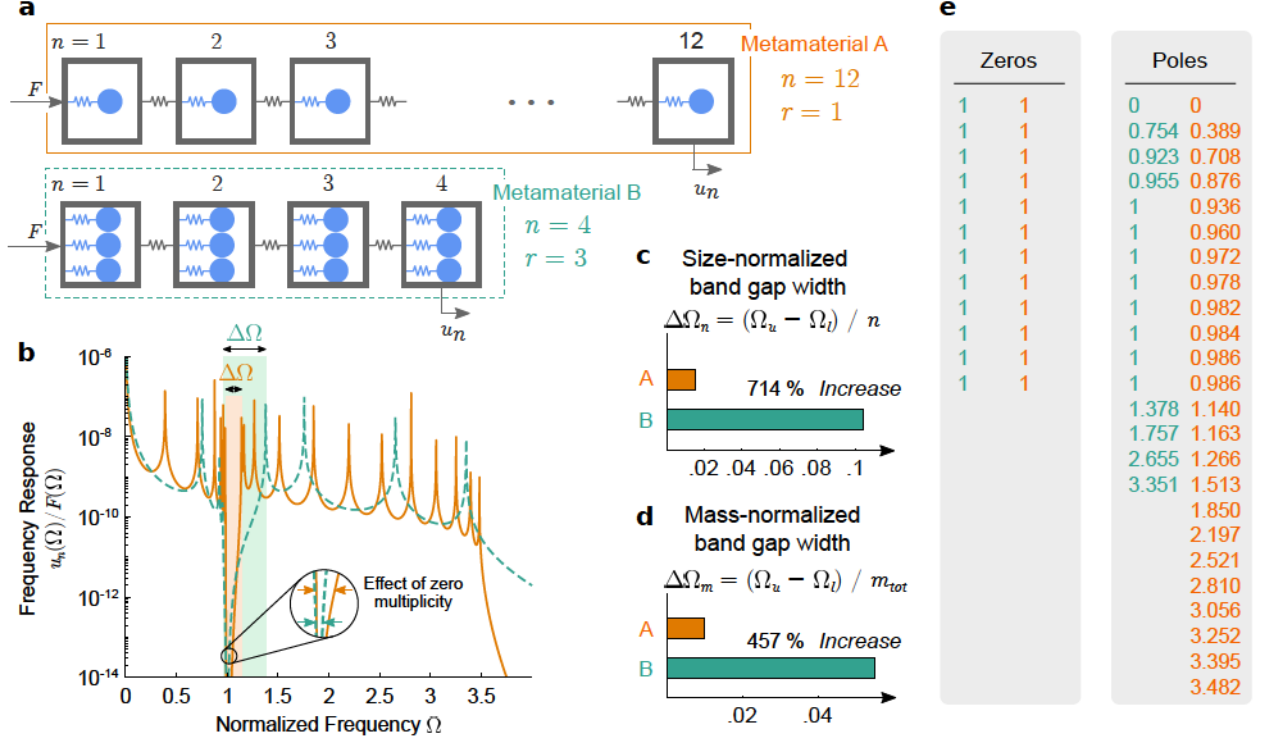 a
n = 1 2 3 12
F
• • •
u_n
Metamaterial A
n = 12
r = 1
n = 1 2 3 4
F
u_n
Metamaterial B
n = 4
r = 3
b
ΔΩ
ΔΩ
Frequency Response
u_n(Ω)/F(Ω)
10^-6
10^-8
10^-10
10^-12
10^-14
Effect of zero
multiplicity
0 0.5 1 1.5 2 2.5 3 3.5
Normalized Frequency Ω
c
Size-normalized
band gap width
ΔΩ_n = (Ω_u − Ω_l) / n
A
714 % Increase
B
.02 .04 .06 .08 .1
d
Mass-normalized
band gap width
ΔΩ_m = (Ω_u − Ω_l) / m_tot
A
457 % Increase
B
.02 .04
e
Zeros
1 1
1 1
1 1
1 1
1 1
1 1
1 1
1 1
1 1
1 1
1 1
1 1
Poles
0 0
0.754 0.389
0.923 0.708
0.955 0.876
1 0.936
1 0.960
1 0.972
1 0.978
1 0.982
1 0.984
1 0.986
1 0.986
1.378 1.140
1.757 1.163
2.655 1.266
3.351 1.513
1.850
2.197
2.521
2.810
3.056
3.252
3.395
3.482